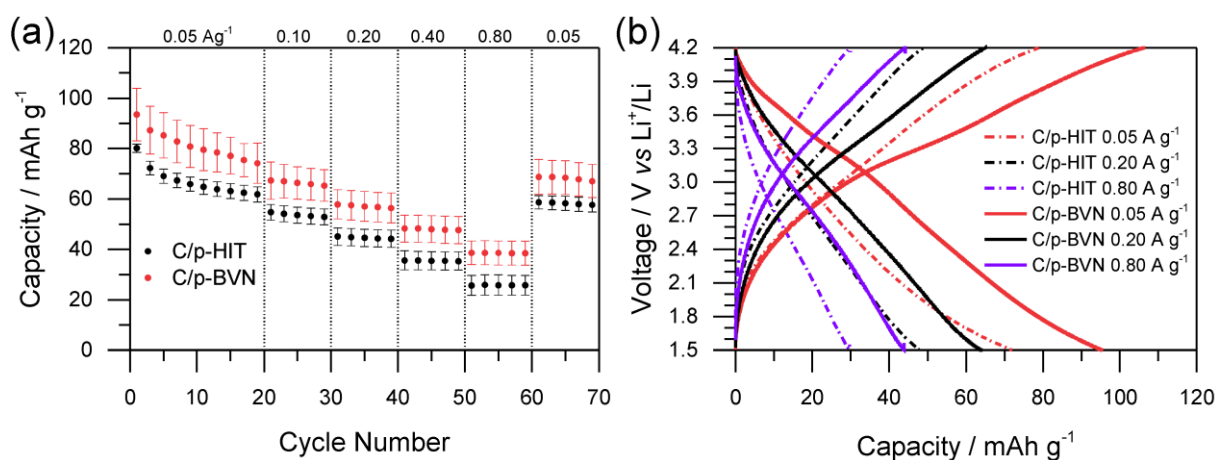 (a)
0.05 Ag⁻¹ 0.10 0.20 0.40 0.80 0.05
120
100
80
60
40
20
0
Capacity / mAh g⁻¹
C/p-HIT
C/p-BVN
0 10 20 30 40 50 60 70
Cycle Number
(b)
4.2
3.9
3.6
3.3
3.0
2.7
2.4
2.1
1.8
1.5
Voltage / V vs Li⁺/Li
C/p-HIT 0.05 A g⁻¹
C/p-HIT 0.20 A g⁻¹
C/p-HIT 0.80 A g⁻¹
C/p-BVN 0.05 A g⁻¹
C/p-BVN 0.20 A g⁻¹
C/p-BVN 0.80 A g⁻¹
0 20 40 60 80 100 120
Capacity / mAh g⁻¹